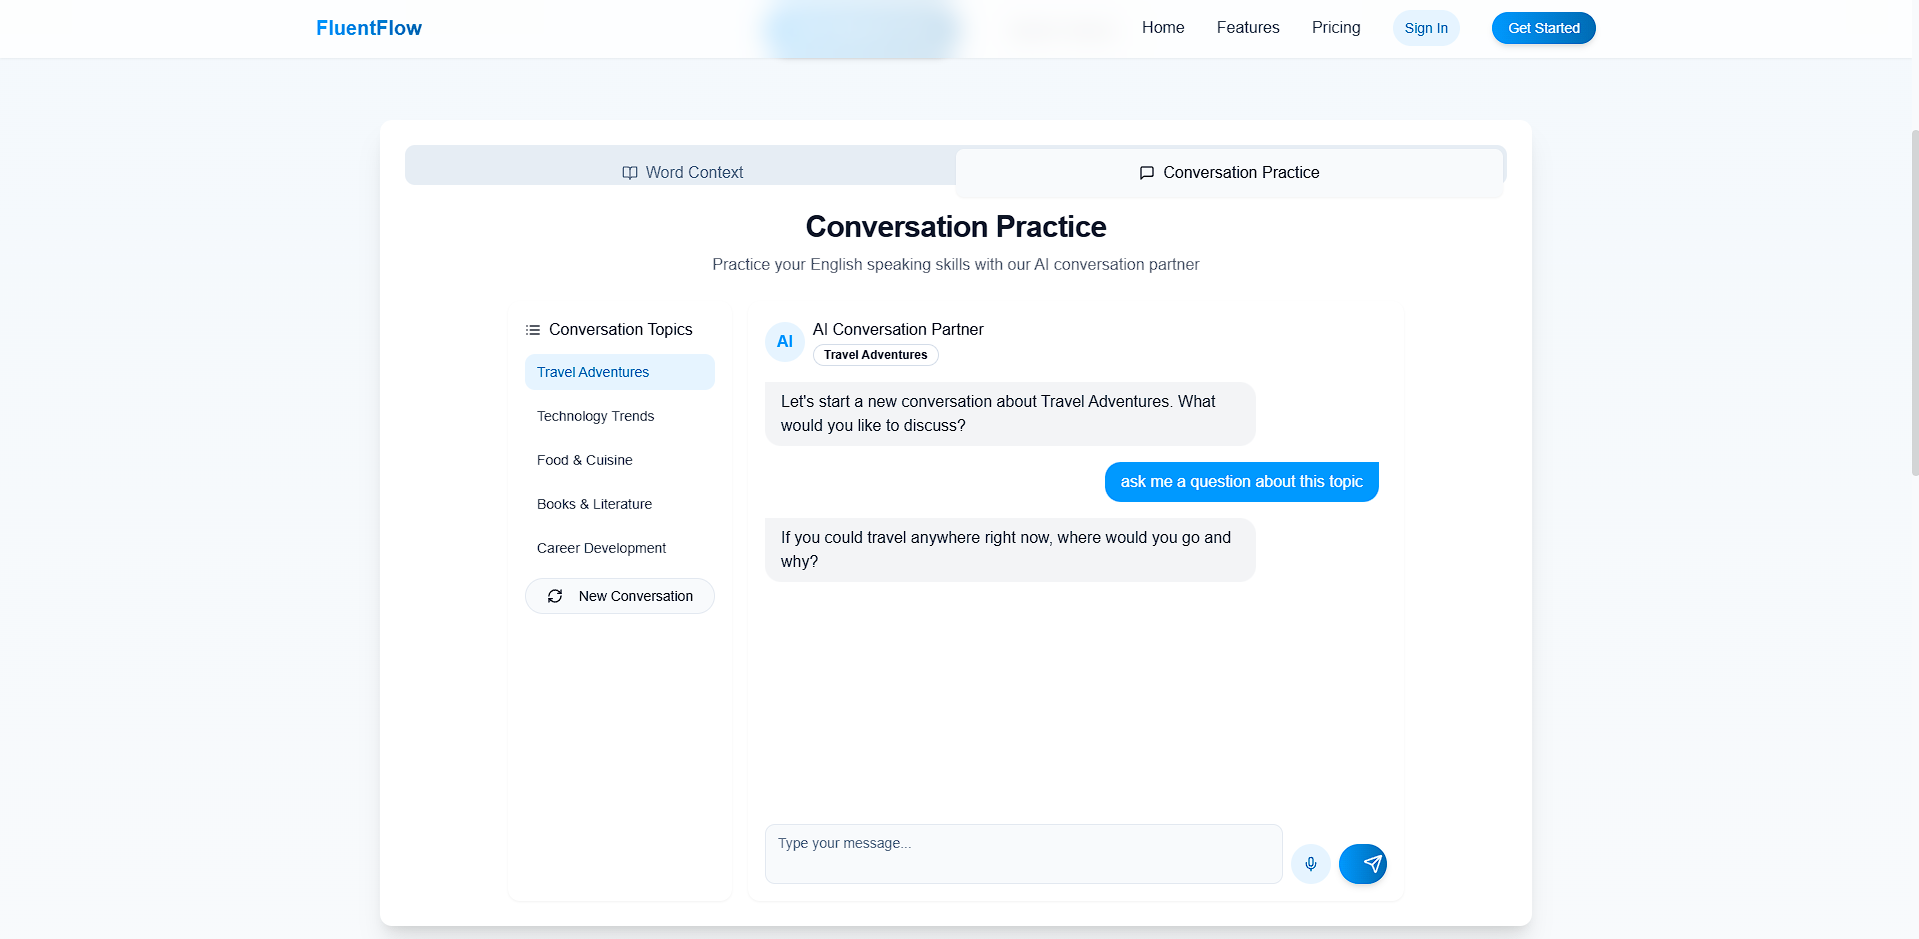 FluentFlow
Home
Features
Pricing
Sign In
Get Started
Word Context
Conversation Practice
Conversation Practice
Practice your English speaking skills with our AI conversation partner
Conversation Topics
Travel Adventures
Technology Trends
Food & Cuisine
Books & Literature
Career Development
New Conversation
AI
AI Conversation Partner
Travel Adventures
Let's start a new conversation about Travel Adventures. What
would you like to discuss?
ask me a question about this topic
If you could travel anywhere right now, where would you go and
why?
Type your message...